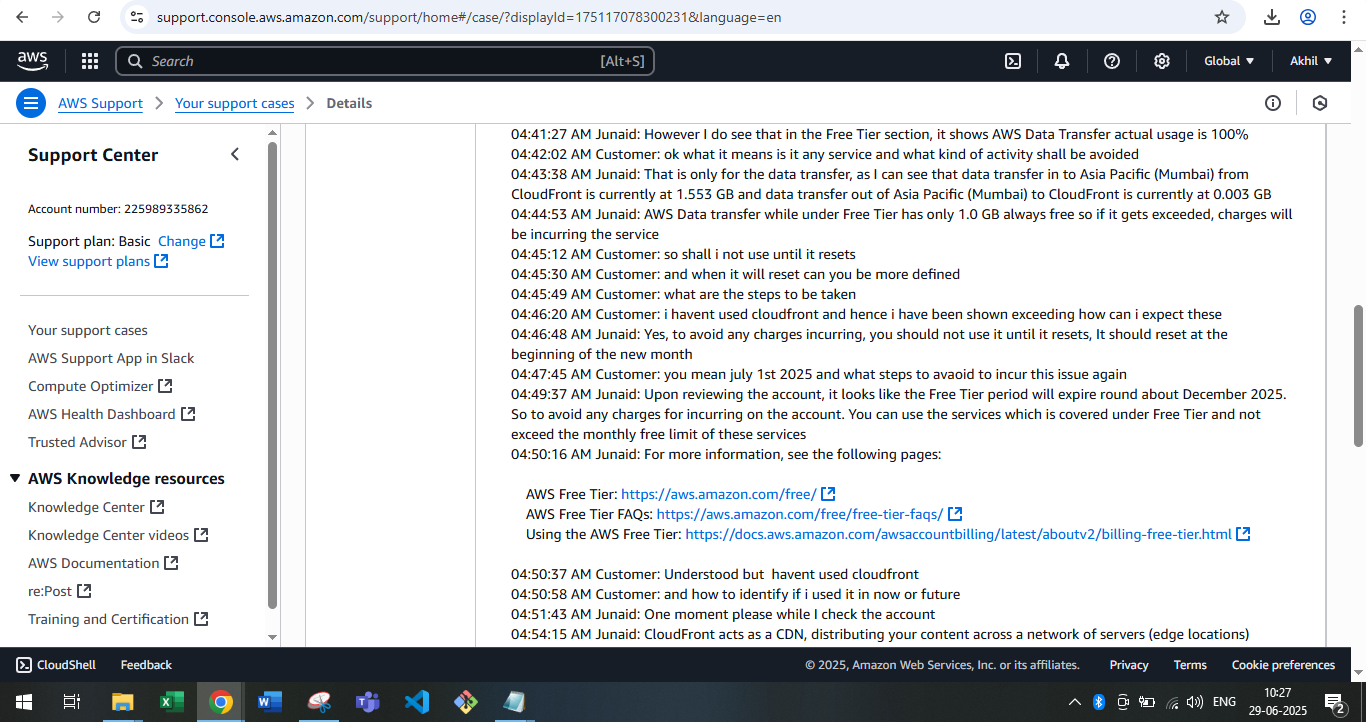 support.console.aws.amazon.com/support/home#/case/?displayId=175117078300231&language=en
aws
Search
[Alt+S]
Global
Akhil
AWS Support
Your support cases
Details
Support Center
Account number: 225989335862
Support plan: Basic Change
View support plans
Your support cases
AWS Support App in Slack
Compute Optimizer
AWS Health Dashboard
Trusted Advisor
AWS Knowledge resources
Knowledge Center
Knowledge Center videos
AWS Documentation
re:Post
Training and Certification
04:41:27 AM Junaid: However I do see that in the Free Tier section, it shows AWS Data Transfer actual usage is 100%
04:42:02 AM Customer: ok what it means is it any service and what kind of activity shall be avoided
04:43:38 AM Junaid: That is only for the data transfer, as I can see that data transfer in to Asia Pacific (Mumbai) from
CloudFront is currently at 1.553 GB and data transfer out of Asia Pacific (Mumbai) to CloudFront is currently at 0.003 GB
04:44:53 AM Junaid: AWS Data transfer while under Free Tier has only 1.0 GB always free so if it gets exceeded, charges will
be incurring the service
04:45:12 AM Customer: so shall i not use until it resets
04:45:30 AM Customer: and when it will reset can you be more defined
04:45:49 AM Customer: what are the steps to be taken
04:46:20 AM Customer: i havent used cloudfront and hence i have been shown exceeding how can i expect these
04:46:48 AM Junaid: Yes, to avoid any charges incurring, you should not use it until it resets, It should reset at the
beginning of the new month
04:47:45 AM Customer: you mean july 1st 2025 and what steps to avaoid to incur this issue again
04:49:37 AM Junaid: Upon reviewing the account, it looks like the Free Tier period will expire round about December 2025.
So to avoid any charges for incurring on the account. You can use the services which is covered under Free Tier and not
exceed the monthly free limit of these services
04:50:16 AM Junaid: For more information, see the following pages:
AWS Free Tier: https://aws.amazon.com/free/
AWS Free Tier FAQs: https://aws.amazon.com/free/free-tier-faqs/
Using the AWS Free Tier: https://docs.aws.amazon.com/awsaccountbilling/latest/aboutv2/billing-free-tier.html
04:50:37 AM Customer: Understood but  havent used cloudfront
04:50:58 AM Customer: and how to identify if i used it in now or future
04:51:43 AM Junaid: One moment please while I check the account
04:54:15 AM Junaid: CloudFront acts as a CDN, distributing your content across a network of servers (edge locations)
CloudShell
Feedback
© 2025, Amazon Web Services, Inc. or its affiliates.
Privacy
Terms
Cookie preferences
ENG
10:27
29-06-2025
2